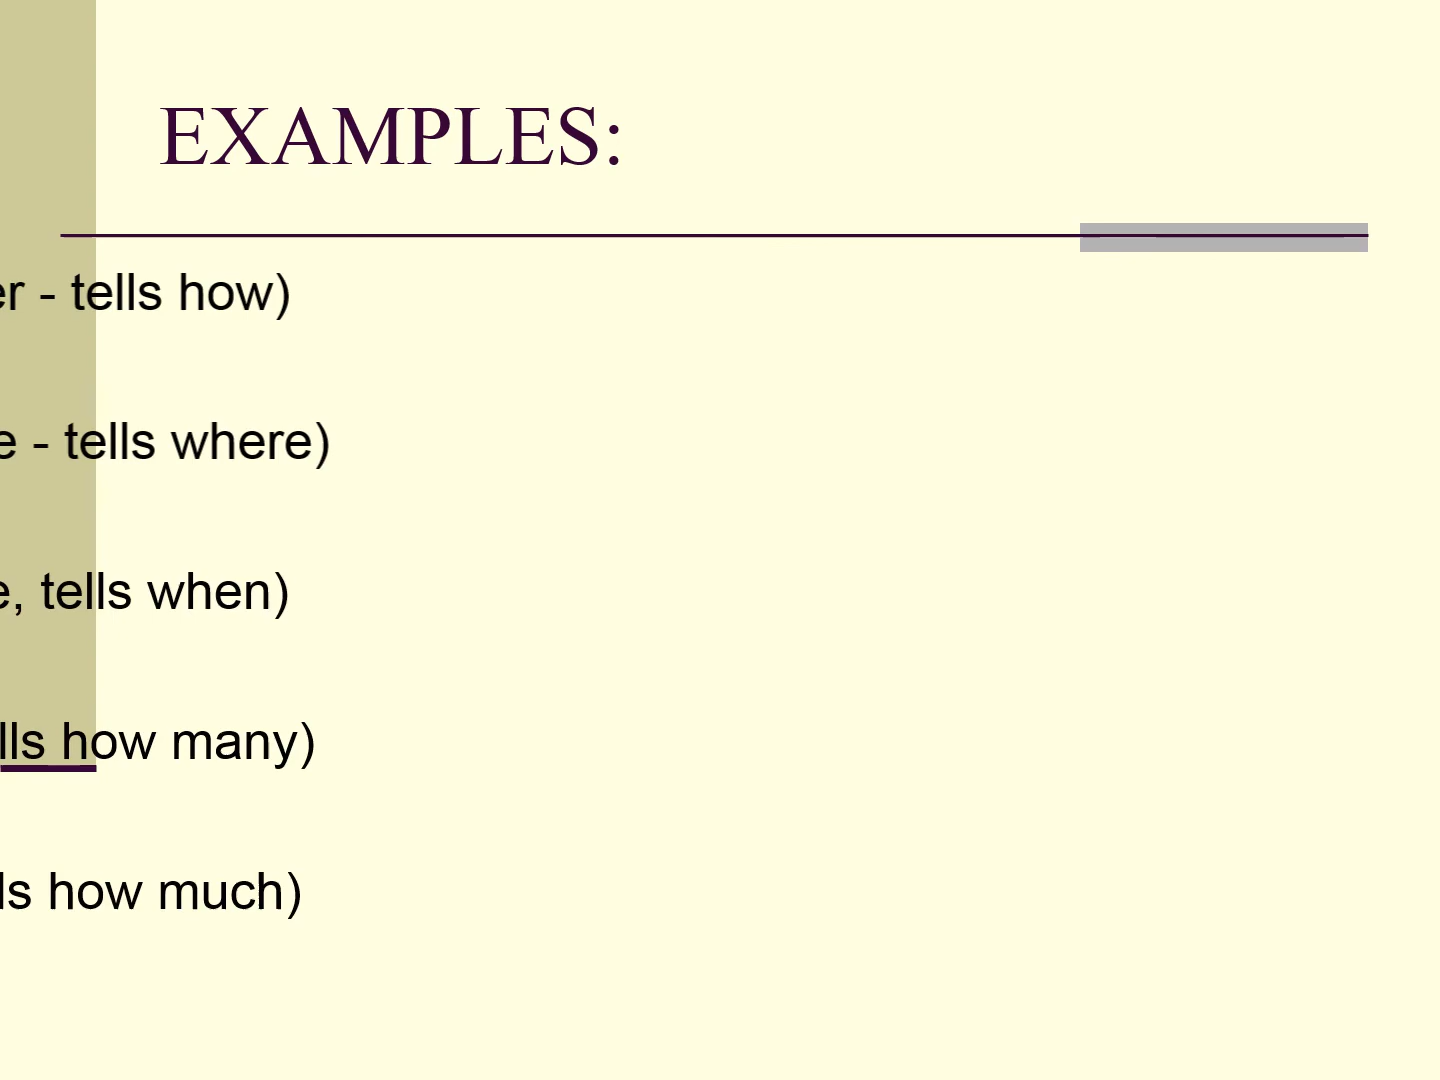 EXAMPLES:
er - tells how)
e - tells where)
e, tells when)
lls how many)
ls how much)